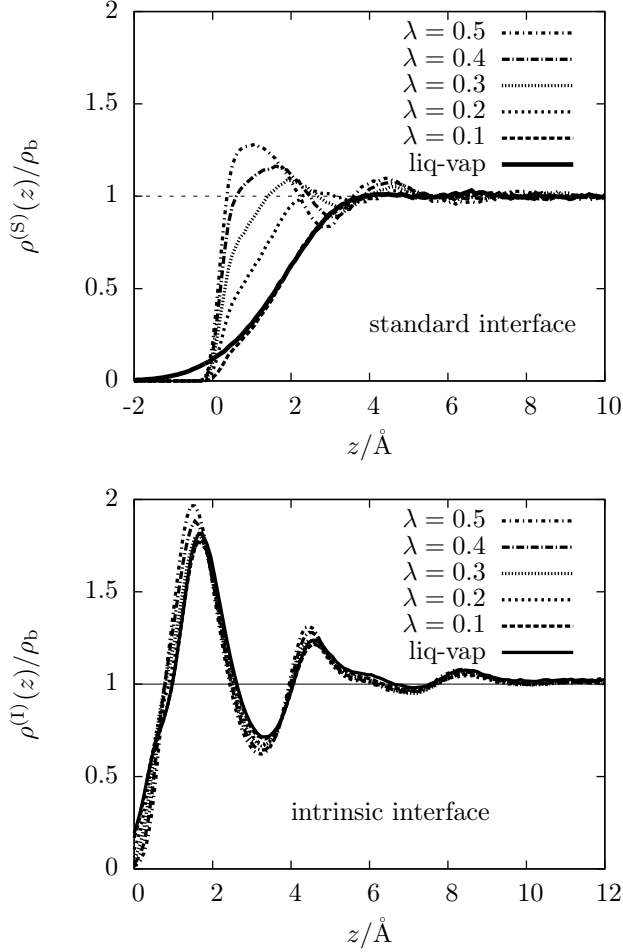 2
1.5
1
0.5
0
ρ(S)(z)/ρb
λ = 0.5
λ = 0.4
λ = 0.3
λ = 0.2
λ = 0.1
liq-vap
standard interface
-2 0 2 4 6 8 10
z/Å
2
1.5
1
0.5
0
ρ(I)(z)/ρb
λ = 0.5
λ = 0.4
λ = 0.3
λ = 0.2
λ = 0.1
liq-vap
intrinsic interface
0 2 4 6 8 10 12
z/Å